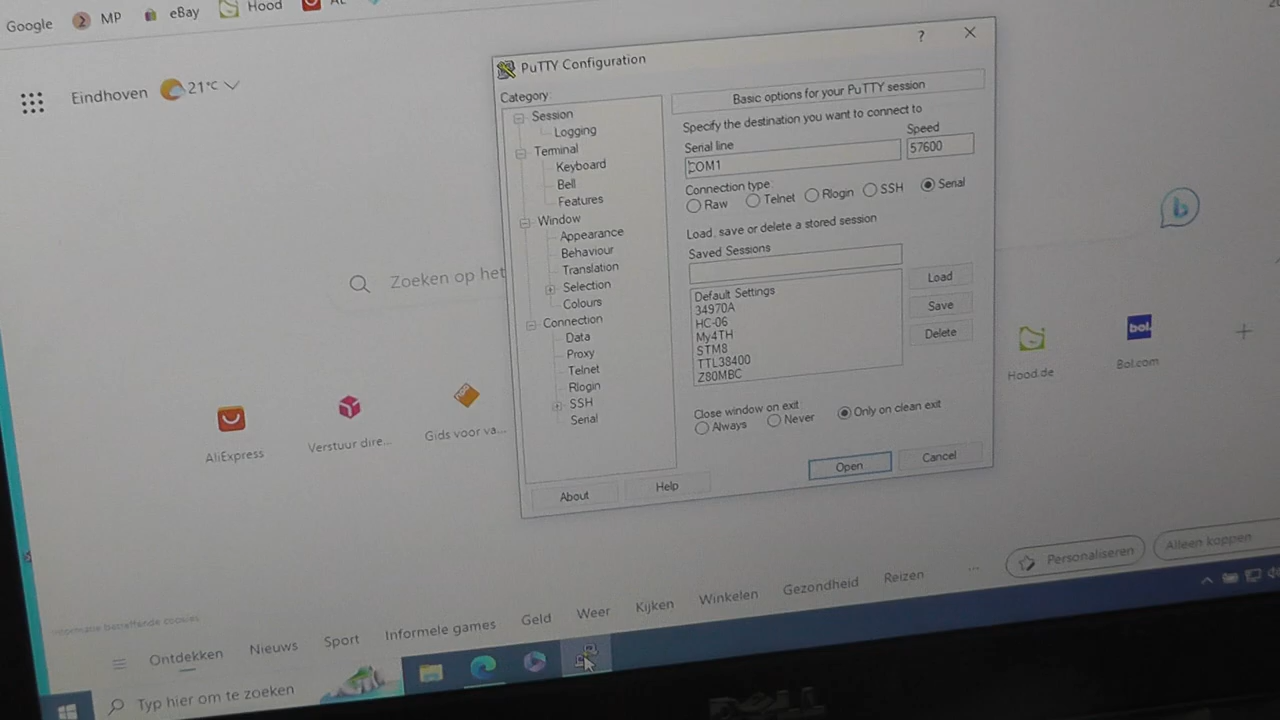 Google
MP
eBay
Hood
Eindhoven
21°C
Zoeken op het
AliExpress
Verstuur dire...
Gids voor va...
PuTTY Configuration
?
Category:
Session
Logging
Terminal
Keyboard
Bell
Features
Window
Appearance
Behaviour
Translation
Selection
Colours
Connection
Data
Proxy
Telnet
Rlogin
SSH
Serial
About
Help
Basic options for your PuTTY session
Specify the destination you want to connect to
Serial line
Speed
COM1
57600
Connection type:
Raw
Telnet
Rlogin
SSH
Serial
Load, save or delete a stored session
Saved Sessions
Default Settings
34970A
HC-06
My4TH
STM8
TTL38400
Z80MBC
Load
Save
Delete
Close window on exit:
Always
Never
Only on clean exit
Open
Cancel
Hood.de
bol.
Bol.com
Personaliseren
Alleen koppen
Informatie betreffende cookies
Ontdekken
Nieuws
Sport
Informele games
Geld
Weer
Kijken
Winkelen
Gezondheid
Reizen
...
Typ hier om te zoeken
DELL